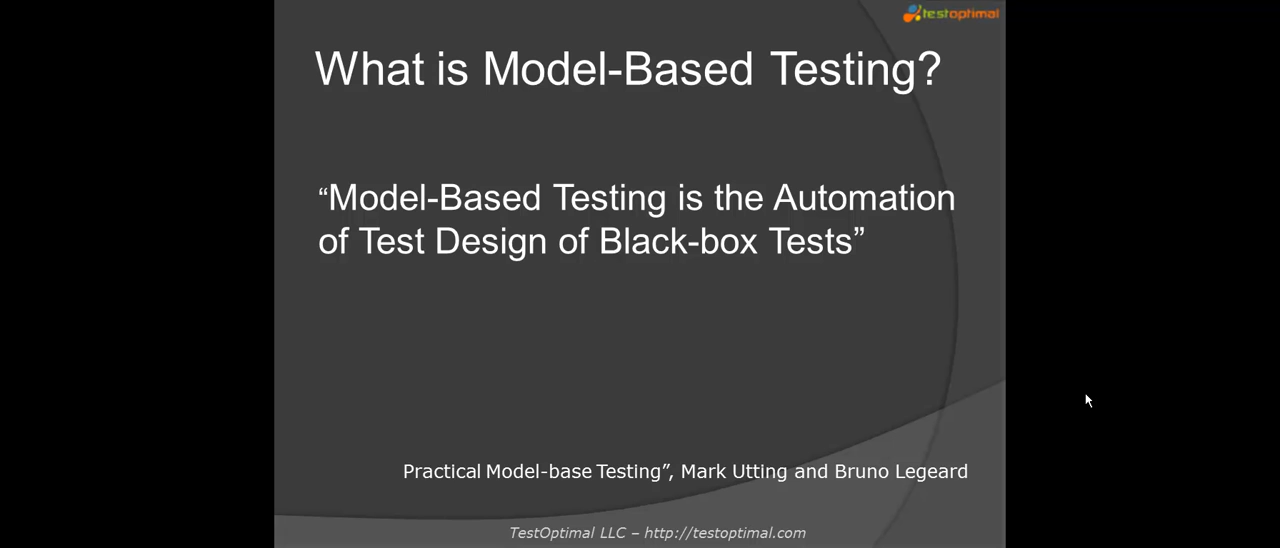 testoptimal
What is Model-Based Testing?
“Model-Based Testing is the Automation
of Test Design of Black-box Tests”
Practical Model-base Testing”, Mark Utting and Bruno Legeard
TestOptimal LLC – http://testoptimal.com